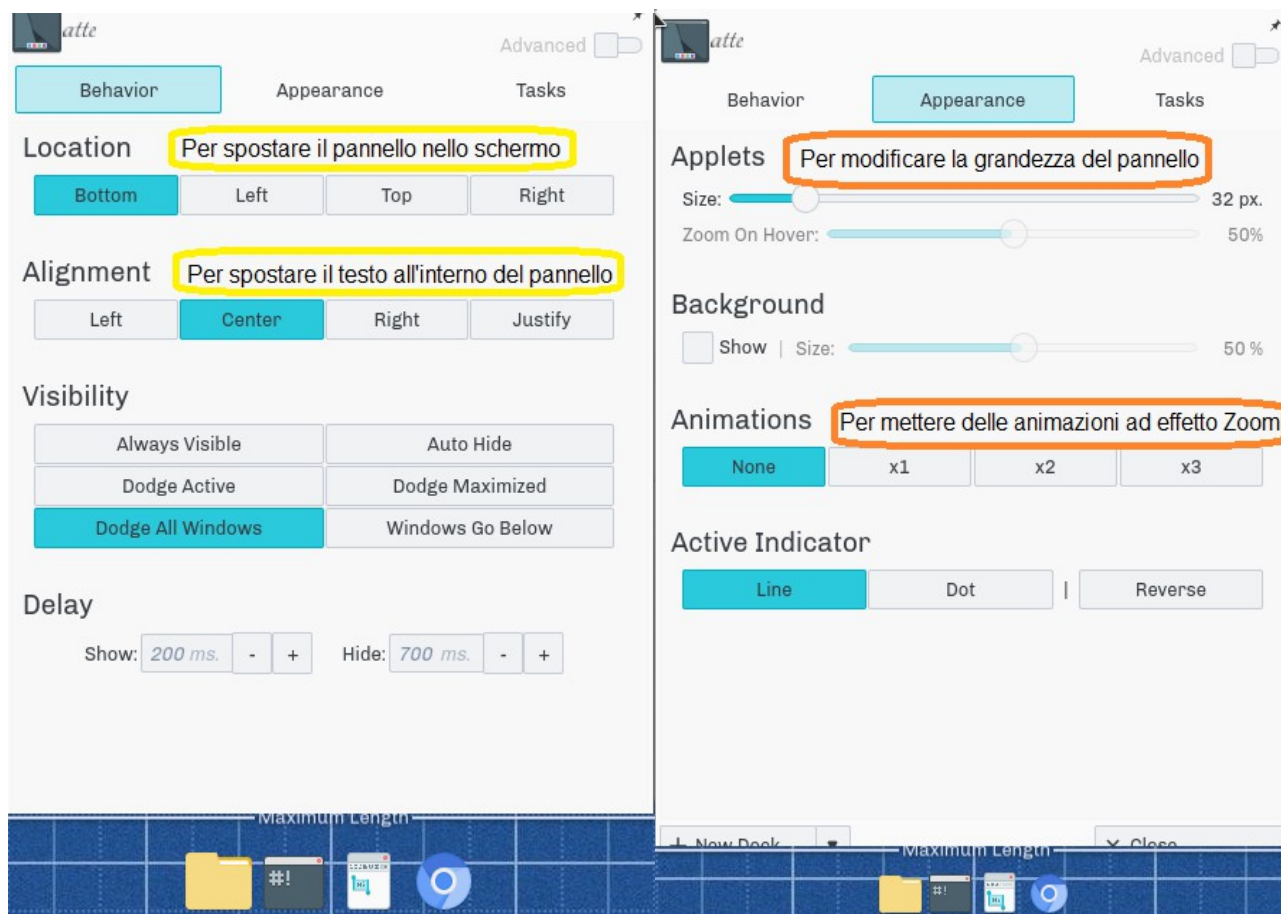 atte
Advanced
Behavior Appearance Tasks
Location Per spostare il pannello nello schermo
Bottom Left Top Right
Alignment Per spostare il testo all'interno del pannello
Left Center Right Justify
Visibility
Always Visible Auto Hide
Dodge Active Dodge Maximized
Dodge All Windows Windows Go Below
Delay
Show: 200 ms. - + Hide: 700 ms. - +
Maximum Length
#!
atte
Advanced
Behavior Appearance Tasks
Applets Per modificare la grandezza del pannello
Size: 32 px.
Zoom On Hover: 50%
Background
Show | Size: 50 %
Animations Per mettere delle animazioni ad effetto Zoom
None x1 x2 x3
Active Indicator
Line Dot | Reverse
+ New Dock Close
Maximum Length
#!